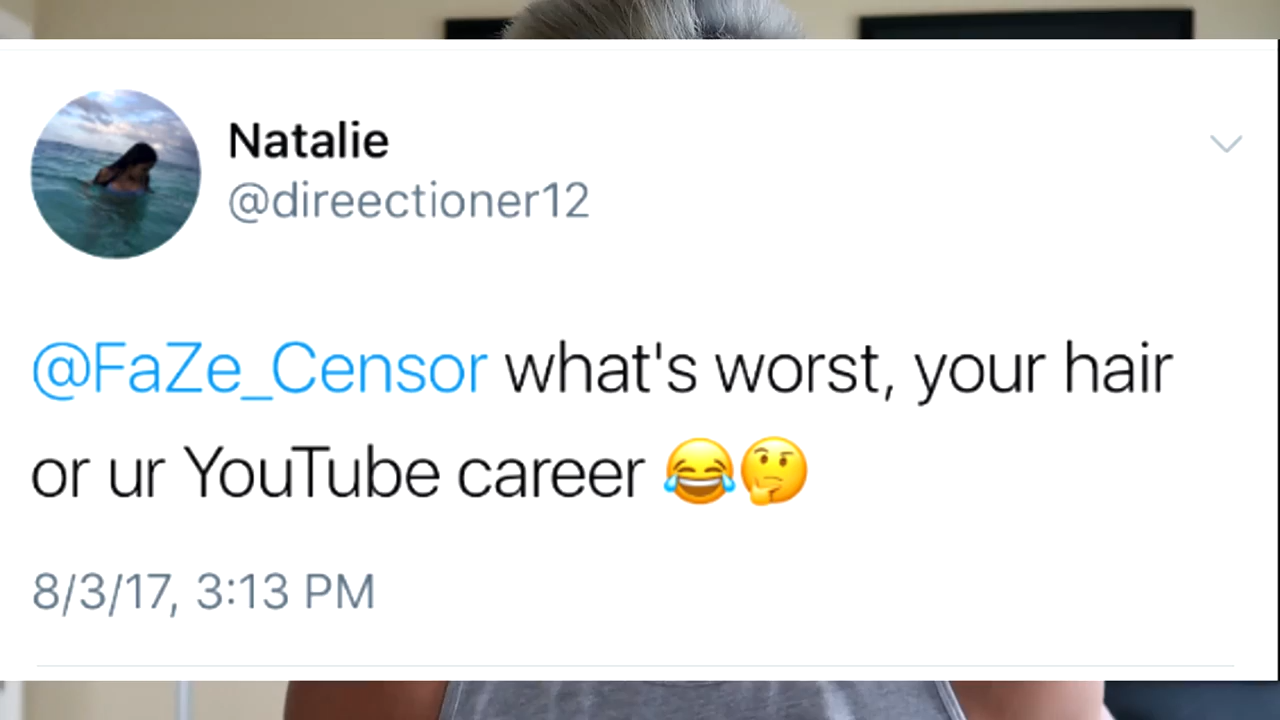 Natalie
@direectioner12
@FaZe_Censor what's worst, your hair
or ur YouTube career 😂🤔
8/3/17, 3:13 PM